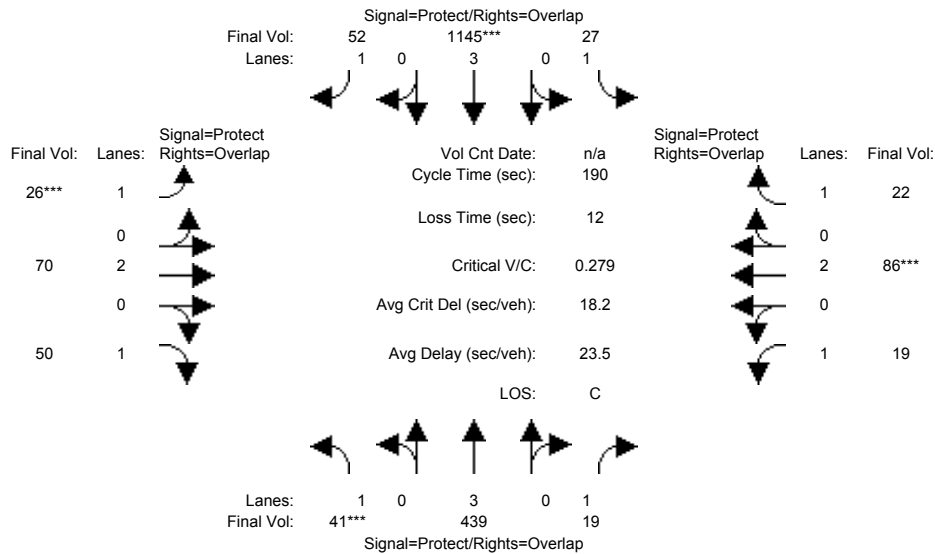 Signal=Protect/Rights=Overlap
Final Vol: 52 1145*** 27
Lanes: 1 0 3 0 1
Signal=Protect Signal=Protect
Final Vol: Lanes: Rights=Overlap Vol Cnt Date: n/a Rights=Overlap Lanes: Final Vol:
Cycle Time (sec): 190
26*** 1 1 22
Loss Time (sec): 12
0 0
70 2 Critical V/C: 0.279 2 86***
0 Avg Crit Del (sec/veh): 18.2 0
50 1 Avg Delay (sec/veh): 23.5 1 19
LOS: C
Lanes: 1 0 3 0 1
Final Vol: 41*** 439 19
Signal=Protect/Rights=Overlap